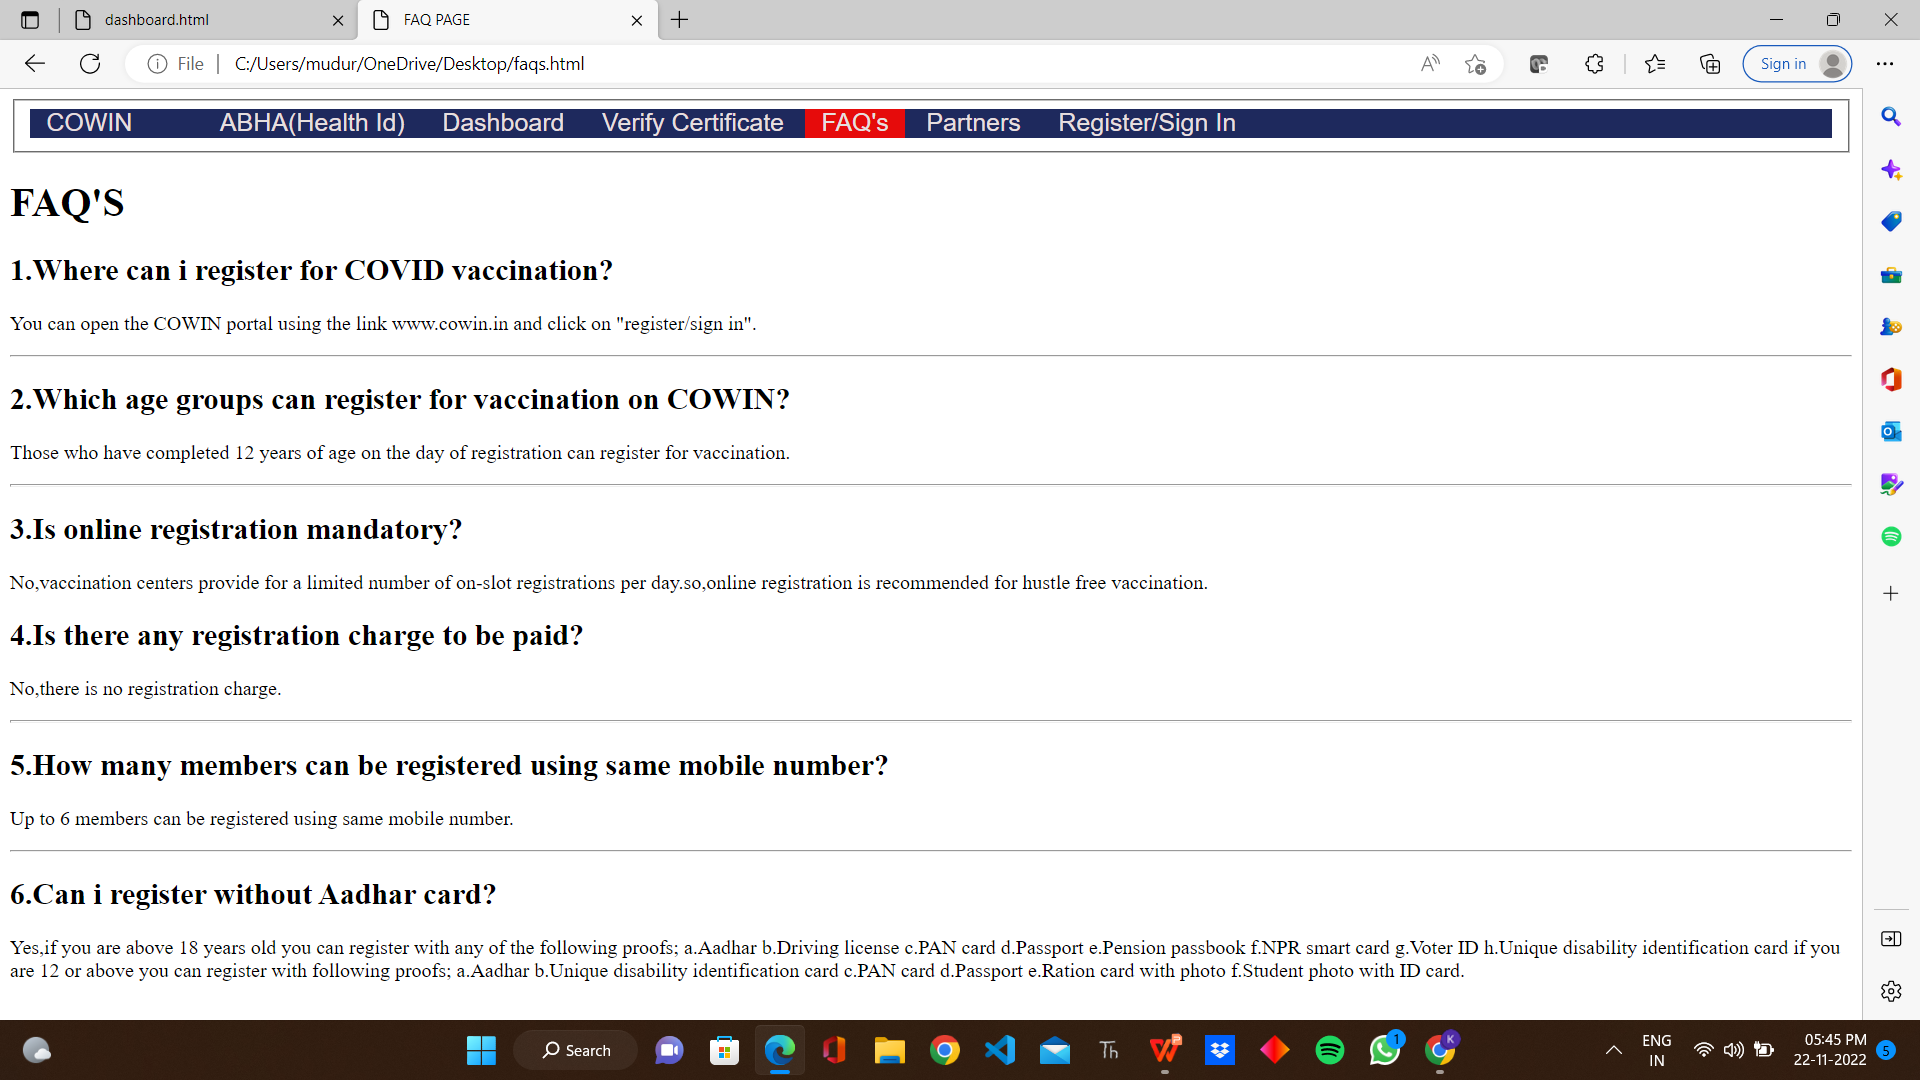 dashboard.html
FAQ PAGE
File
C:/Users/mudur/OneDrive/Desktop/faqs.html
Sign in
COWIN ABHA(Health Id) Dashboard Verify Certificate FAQ's Partners Register/Sign In
FAQ'S
1.Where can i register for COVID vaccination?
You can open the COWIN portal using the link www.cowin.in and click on "register/sign in".
2.Which age groups can register for vaccination on COWIN?
Those who have completed 12 years of age on the day of registration can register for vaccination.
3.Is online registration mandatory?
No,vaccination centers provide for a limited number of on-slot registrations per day.so,online registration is recommended for hustle free vaccination.
4.Is there any registration charge to be paid?
No,there is no registration charge.
5.How many members can be registered using same mobile number?
Up to 6 members can be registered using same mobile number.
6.Can i register without Aadhar card?
Yes,if you are above 18 years old you can register with any of the following proofs; a.Aadhar b.Driving license c.PAN card d.Passport e.Pension passbook f.NPR smart card g.Voter ID h.Unique disability identification card if you
are 12 or above you can register with following proofs; a.Aadhar b.Unique disability identification card c.PAN card d.Passport e.Ration card with photo f.Student photo with ID card.
Search
Th
1
K
ENG
IN
05:45 PM
22-11-2022
5